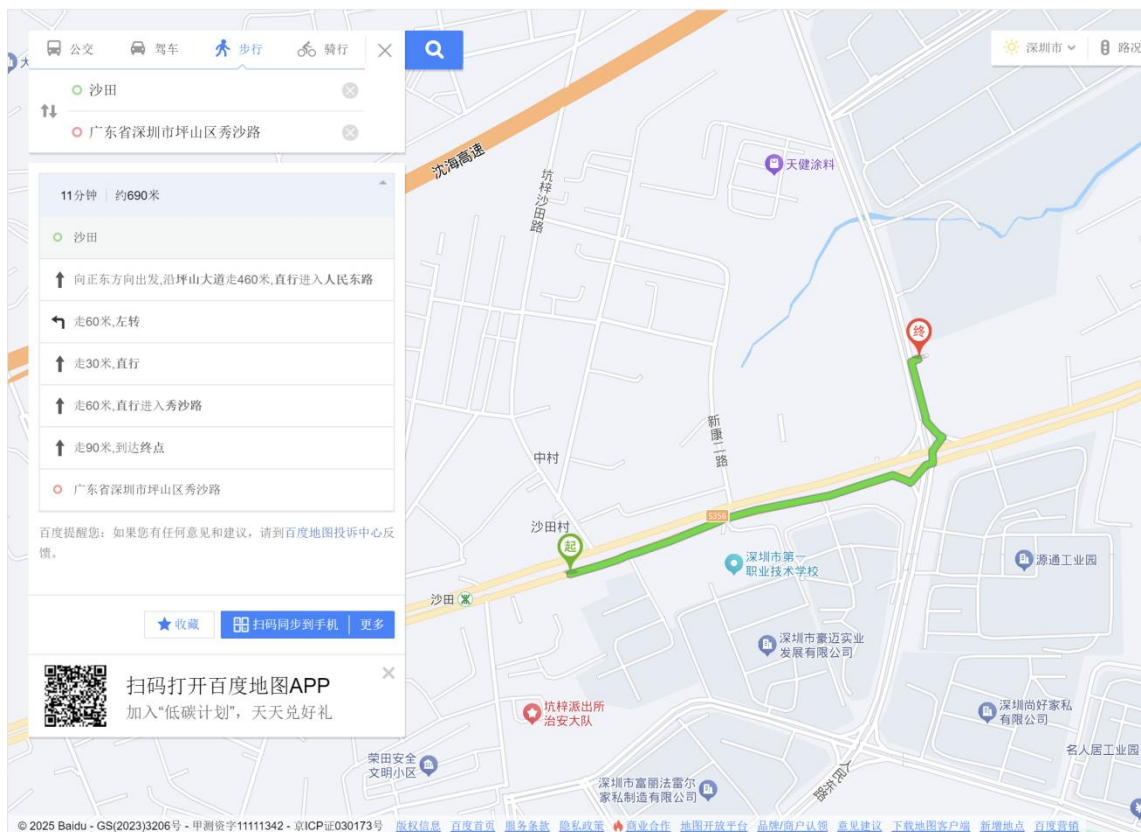 公交
驾车
步行
骑行
沙田
广东省深圳市坪山区秀沙路
11分钟
约690米
沙田
向正东方向出发,沿坪山大道走460米,直行进入人民东路
走60米,左转
走30米,直行
走60米,直行进入秀沙路
走90米,到达终点
广东省深圳市坪山区秀沙路
百度提醒您：如果您有任何意见和建议，请到百度地图投诉中心反
馈。
收藏
扫码同步到手机
更多
扫码打开百度地图APP
加入“低碳计划”，天天兑好礼
深圳市
路况
沈海高速
坑梓沙田路
天健涂料
终
新康二路
中村
沙田村
起
S356
沙田
深圳市第一
职业技术学校
源通工业园
深圳市豪迈实业
发展有限公司
坑梓派出所
治安大队
深圳尚好家私
有限公司
名人居工业园
荣田安全
文明小区
深圳市富丽法雷尔
家私制造有限公司
人民东路
© 2025 Baidu - GS(2023)3206号 - 甲测资字11111342 - 京ICP证030173号
版权信息
百度首页
服务条款
隐私政策
商业合作
地图开放平台
品牌/商户认领
意见建议
下载地图客户端
新增地点
百度营销